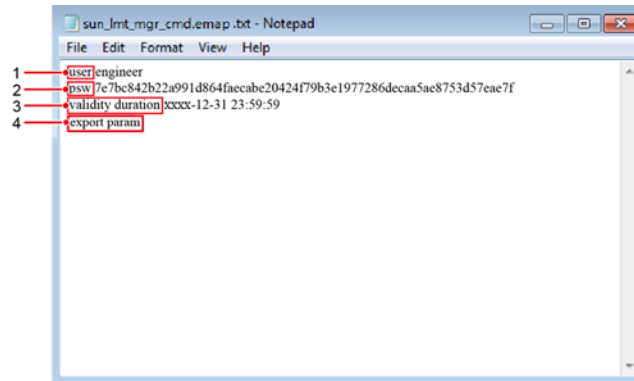 sun_lmt_mgr_cmd.emap .txt - Notepad
File Edit Format View Help
1 user engineer
2 psw 7e7bc842b22a991d864faecabe20424f79b3e1977286decaa5ae8753d57eae7f
3 validity duration xxxx-12-31 23:59:59
4 export param